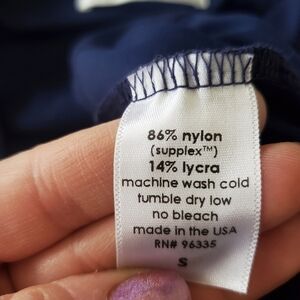 86% nylon
(supplex™)
14% lycra
machine wash cold
tumble dry low
no bleach
made in the USA
RN# 96335
S